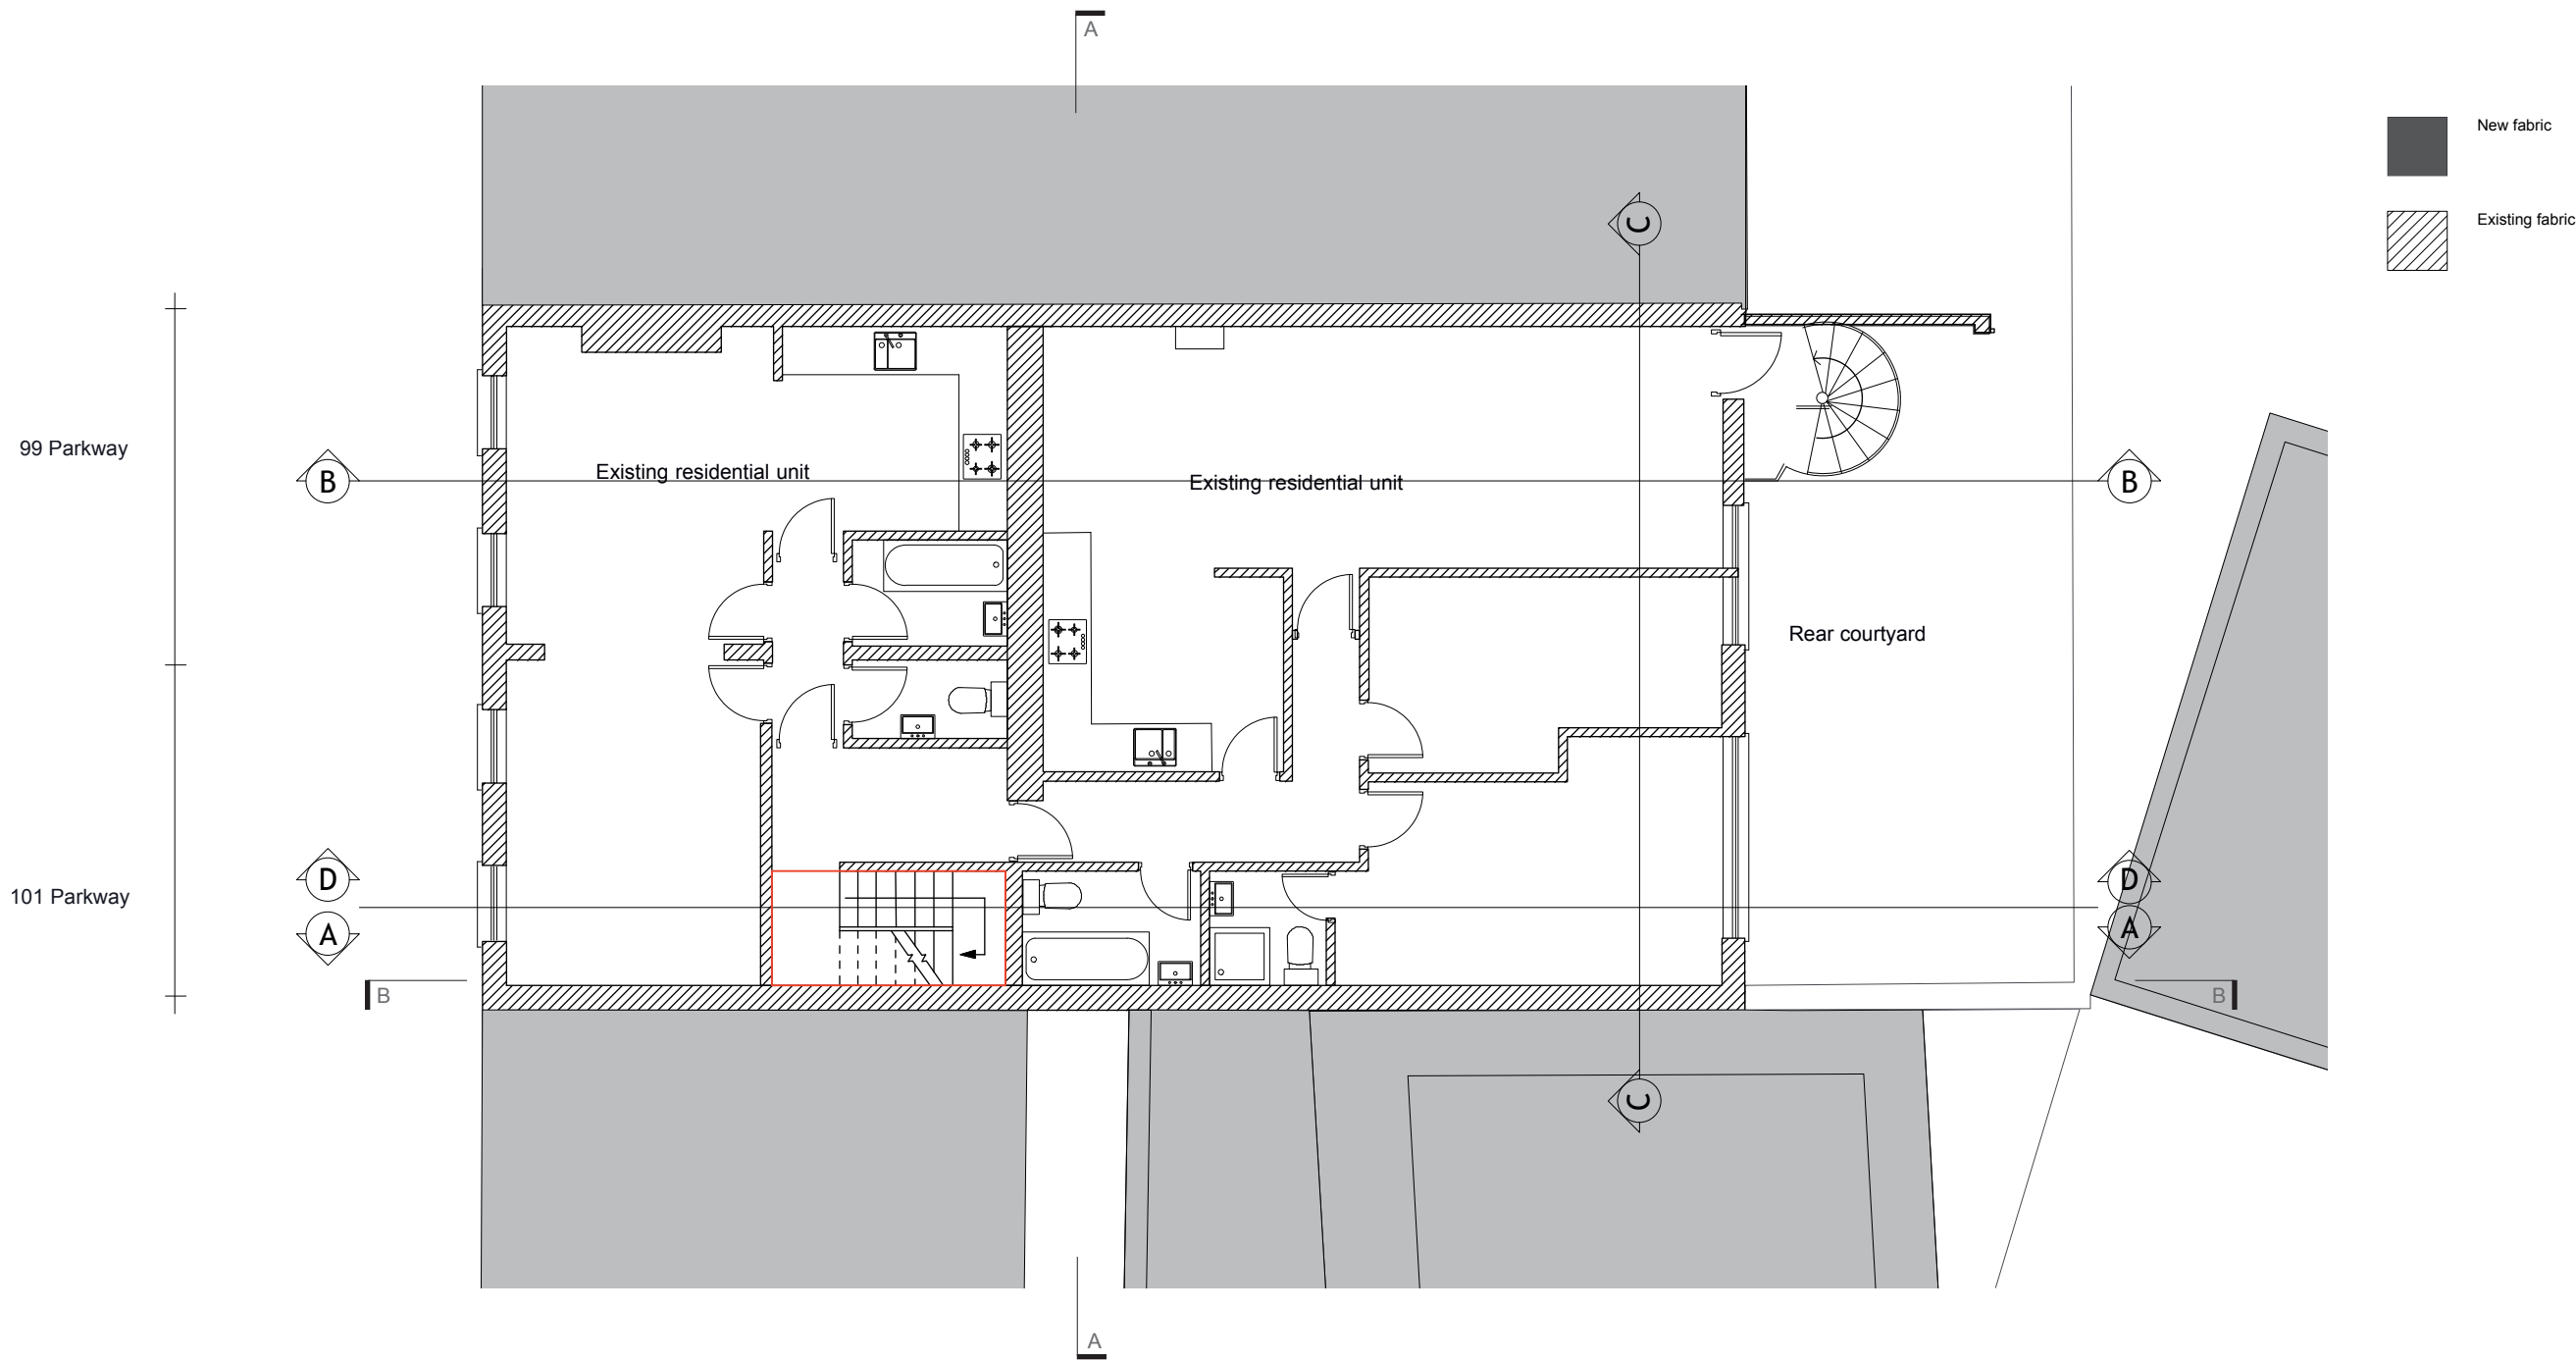 A
New fabric
C
Existing fabric
99 Parkway
Existing residential unit
B
Existing residential unit
B
Rear courtyard
D
D
101 Parkway
A
A
B
B
C
A